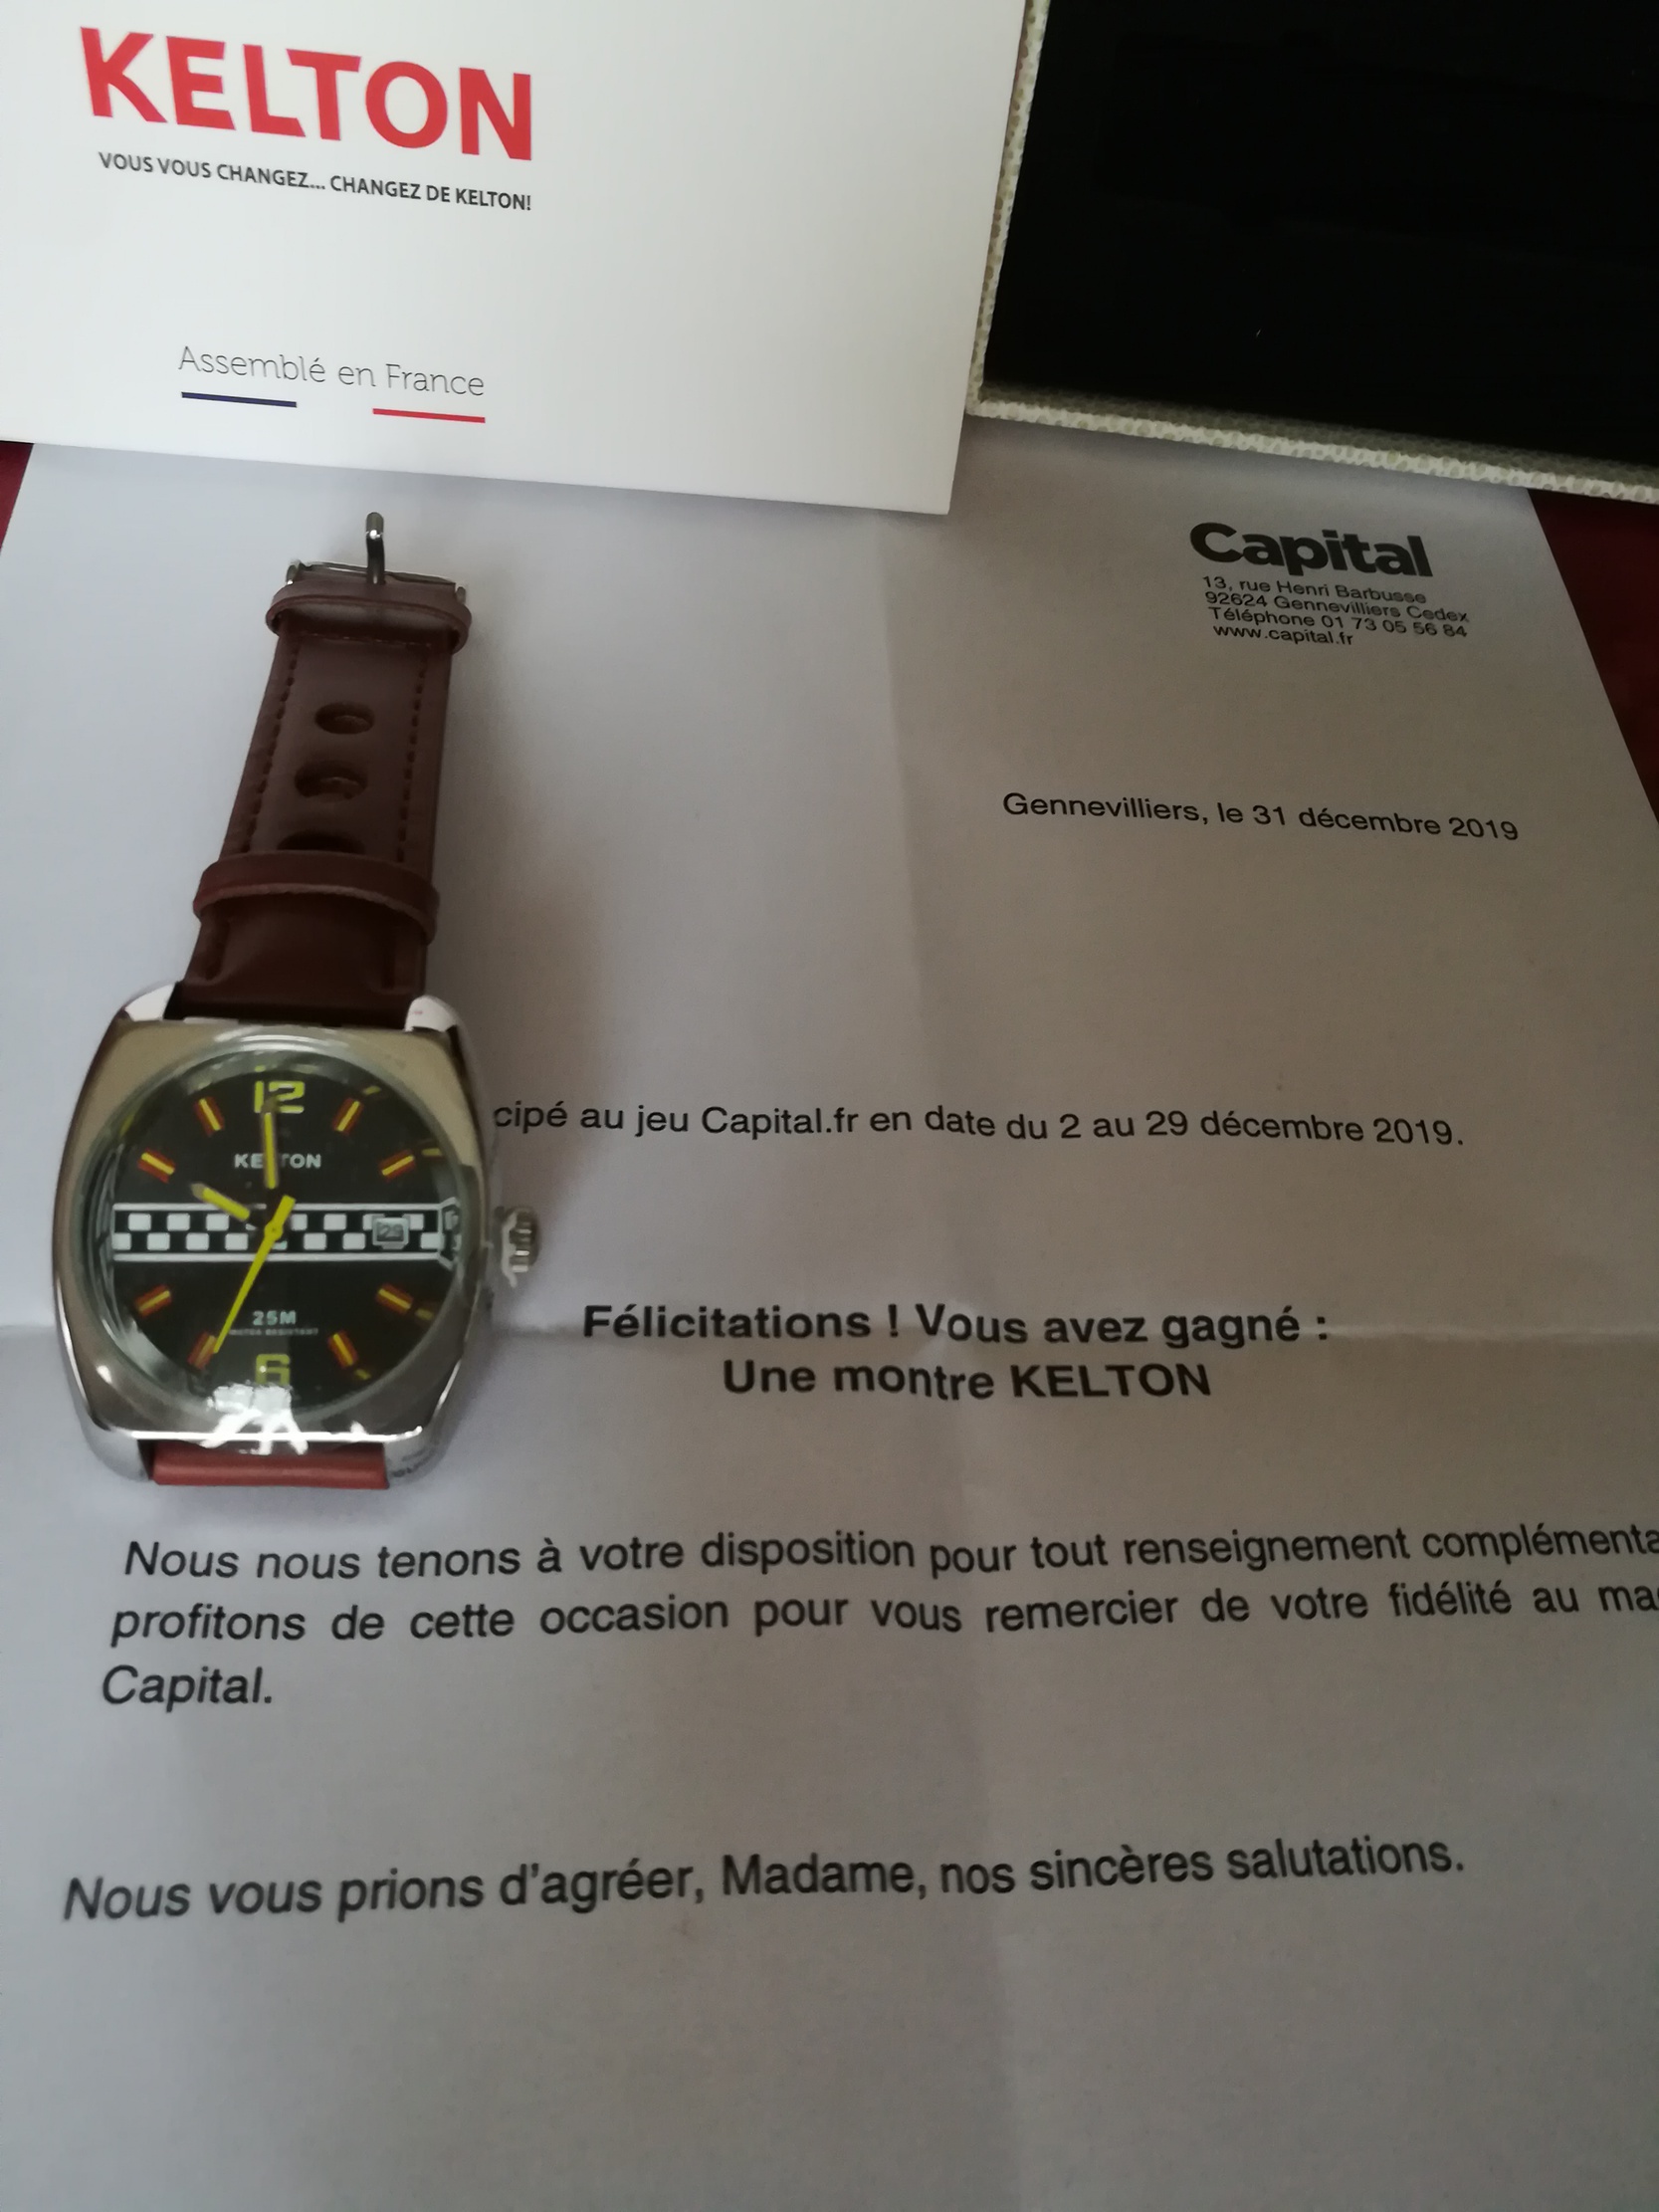 KELTON
VOUS VOUS CHANGEZ... CHANGEZ DE KELTON!
Assemblé en France
Capital
13, rue Henri Barbusse
92624 Gennevilliers Cedex
Téléphone 01 73 05 56 84
www.capital.fr
Gennevilliers, le 31 décembre 2019
cipé au jeu Capital.fr en date du 2 au 29 décembre 2019.
12
KELTON
29
25M
WATER RESISTANT
6
Félicitations ! Vous avez gagné :
Une montre KELTON
Nous nous tenons à votre disposition pour tout renseignement complémenta
profitons de cette occasion pour vous remercier de votre fidélité au ma
Capital.
Nous vous prions d'agréer, Madame, nos sincères salutations.